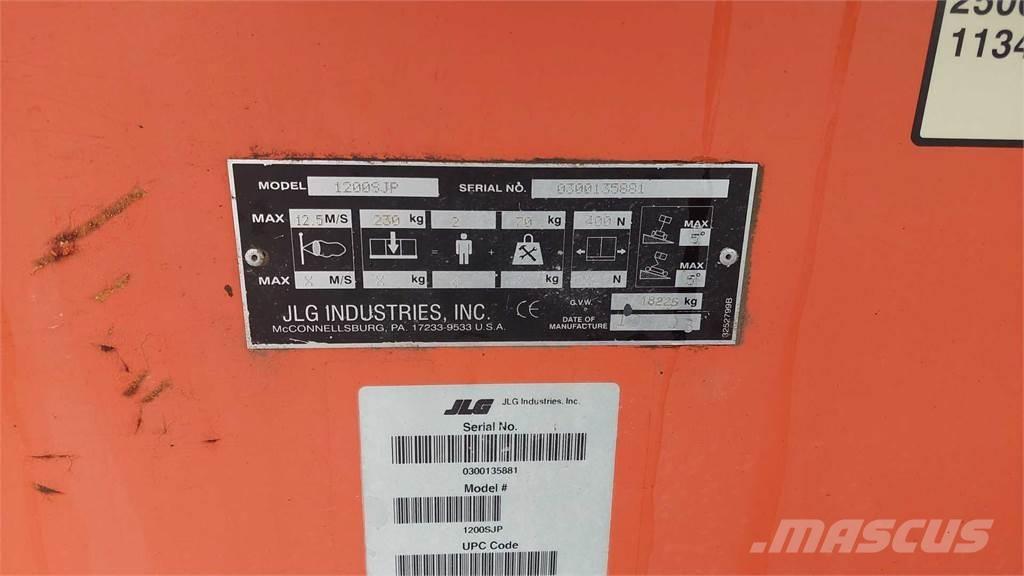 250
1134
MODEL 1200SJP SERIAL NO. 0300135881
MAX 12.5 M/S 230 kg 2 70 kg 400 N MAX 5°
+
MAX X M/S X kg kg N MAX 5°
JLG INDUSTRIES, INC. CE G.V.W. 18225 kg
McCONNELLSBURG, PA. 17233-9533 U.S.A. DATE OF MANUFACTURE
3252799B
JLG JLG Industries, Inc.
Serial No.
0300135881
Model #
1200SJP
UPC Code
MASCUS